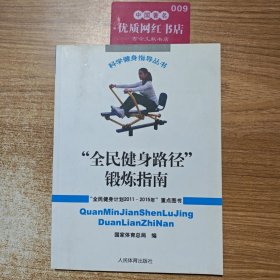 009
中国书店
优质网红书店
科学健身指导丛书
“全民健身路径”
锻炼指南
“全民健身计划2011-2015年”重点图书
QuanMinJianShenLuJing
DuanLianZhiNan
国家体育总局 编
人民体育出版社